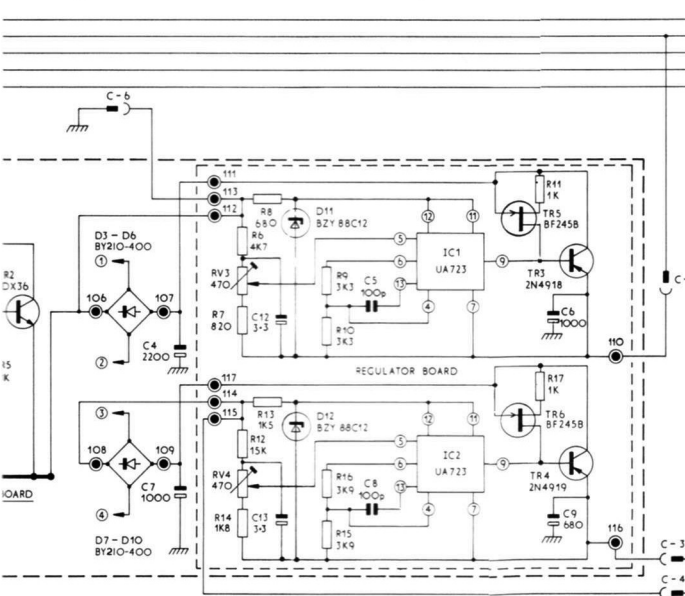 C-6
111
113
112
R8
680
D11
BZY 88C12
R6
4K7
RV3
470
R7
820
C12
3·3
R9
3K3
R10
3K3
C5
100p
12
11
5
6
13
4
7
9
IC1
UA723
R11
1K
TR5
BF245B
TR3
2N4918
C6
1000
110
D3-D6
BY210-400
1
106
107
2
C4
2200
DX36
REGULATOR BOARD
117
114
115
R13
1K5
D12
BZY 88C12
R12
15K
RV4
470
R14
1K8
C13
3·3
R16
3K9
R15
3K9
C8
100p
12
11
5
6
13
4
7
9
IC2
UA723
R17
1K
TR6
BF245B
TR4
2N4919
C9
680
116
3
108
109
4
C7
1000
D7-D10
BY210-400
OARD
C-3
C-4